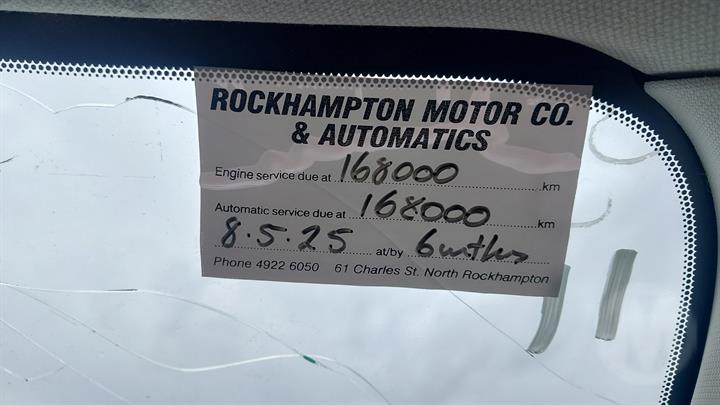 ROCKHAMPTON MOTOR CO.
& AUTOMATICS
Engine service due at 168000 km
Automatic service due at 168000 km
8.5.25 at/by 6mths
Phone 4922 6050 61 Charles St. North Rockhampton